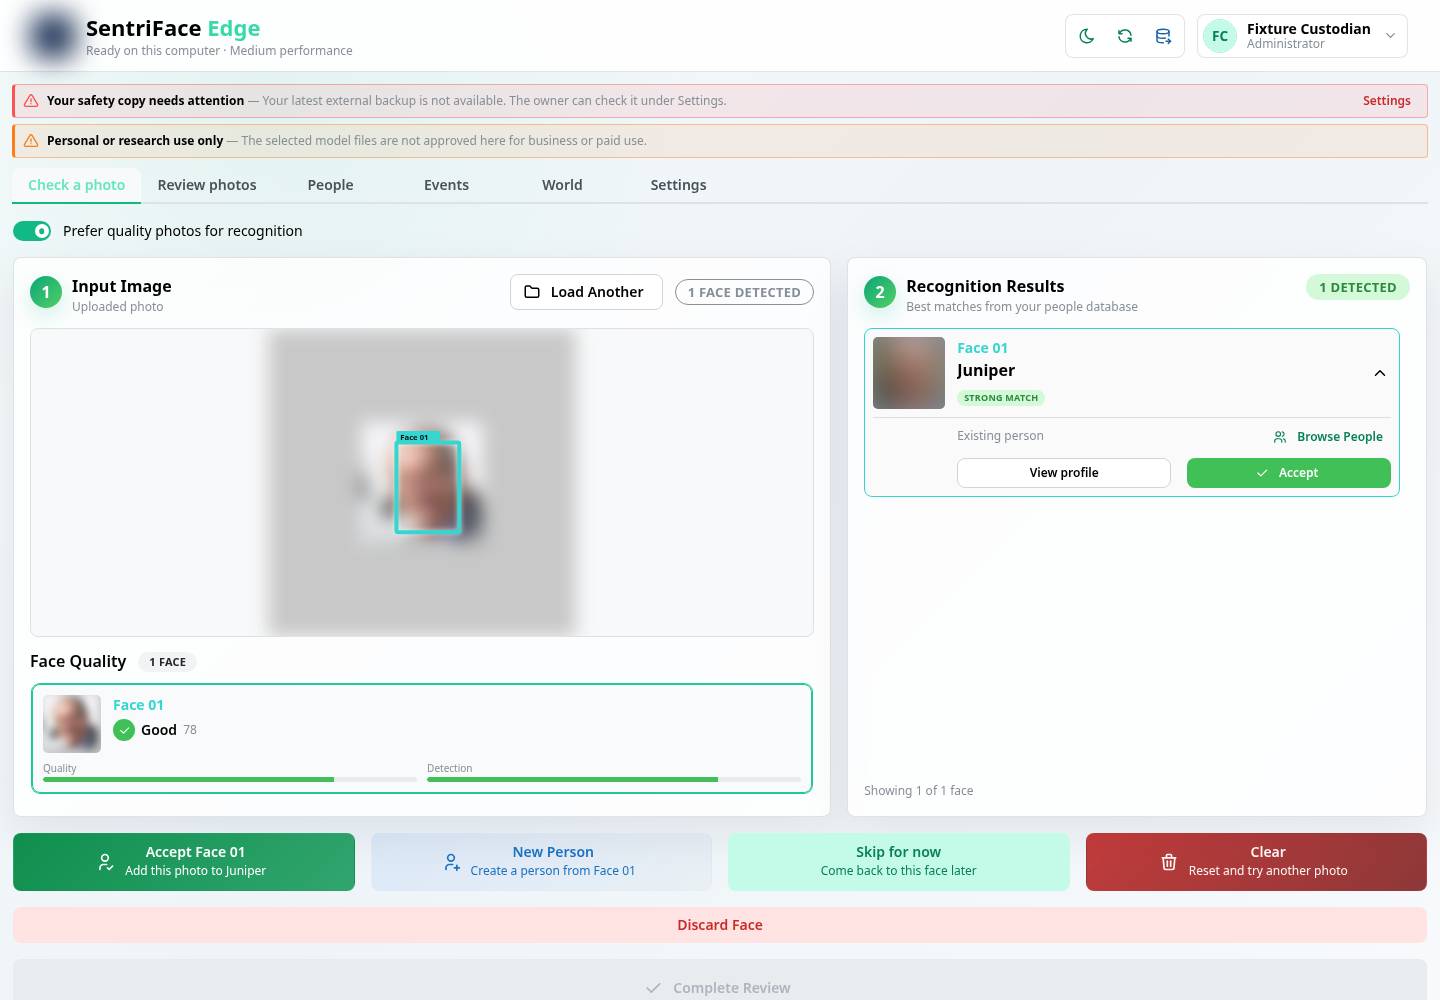 SentriFace Edge
Ready on this computer · Medium performance
FC
Fixture Custodian
Administrator
Your safety copy needs attention — Your latest external backup is not available. The owner can check it under Settings.
Settings
Personal or research use only — The selected model files are not approved here for business or paid use.
Check a photo
Review photos
People
Events
World
Settings
Prefer quality photos for recognition
1
Input Image
Uploaded photo
Load Another
1 FACE DETECTED
Face 01
Face Quality
1 FACE
Face 01
Good 78
Quality
Detection
2
Recognition Results
Best matches from your people database
1 DETECTED
Face 01
Juniper
STRONG MATCH
Existing person
Browse People
View profile
Accept
Showing 1 of 1 face
Accept Face 01
Add this photo to Juniper
New Person
Create a person from Face 01
Skip for now
Come back to this face later
Clear
Reset and try another photo
Discard Face
Complete Review